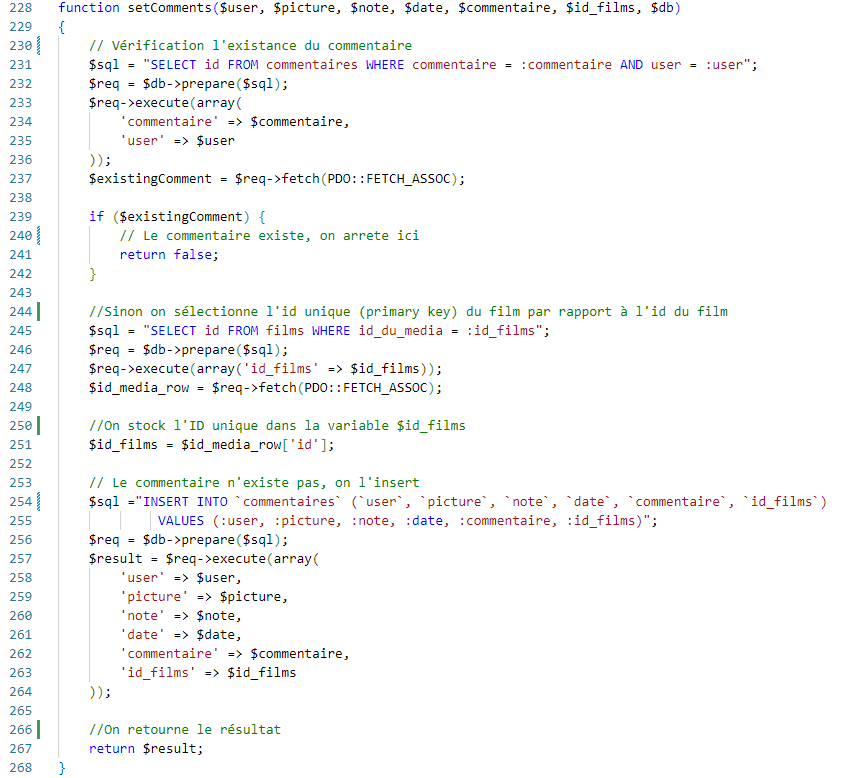 228 function setComments($user, $picture, $note, $date, $commentaire, $id_films, $db)
229 {
230     // Vérification l'existance du commentaire
231     $sql = "SELECT id FROM commentaires WHERE commentaire = :commentaire AND user = :user";
232     $req = $db->prepare($sql);
233     $req->execute(array(
234         'commentaire' => $commentaire,
235         'user' => $user
236     ));
237     $existingComment = $req->fetch(PDO::FETCH_ASSOC);
238
239     if ($existingComment) {
240         // Le commentaire existe, on arrete ici
241         return false;
242     }
243
244     //Sinon on sélectionne l'id unique (primary key) du film par rapport à l'id du film
245     $sql = "SELECT id FROM films WHERE id_du_media = :id_films";
246     $req = $db->prepare($sql);
247     $req->execute(array('id_films' => $id_films));
248     $id_media_row = $req->fetch(PDO::FETCH_ASSOC);
249
250     //On stock l'ID unique dans la variable $id_films
251     $id_films = $id_media_row['id'];
252
253     // Le commentaire n'existe pas, on l'insert
254     $sql ="INSERT INTO `commentaires` (`user`, `picture`, `note`, `date`, `commentaire`, `id_films`)
255              VALUES (:user, :picture, :note, :date, :commentaire, :id_films)";
256     $req = $db->prepare($sql);
257     $result = $req->execute(array(
258         'user' => $user,
259         'picture' => $picture,
260         'note' => $note,
261         'date' => $date,
262         'commentaire' => $commentaire,
263         'id_films' => $id_films
264     ));
265
266     //On retourne le résultat
267     return $result;
268 }